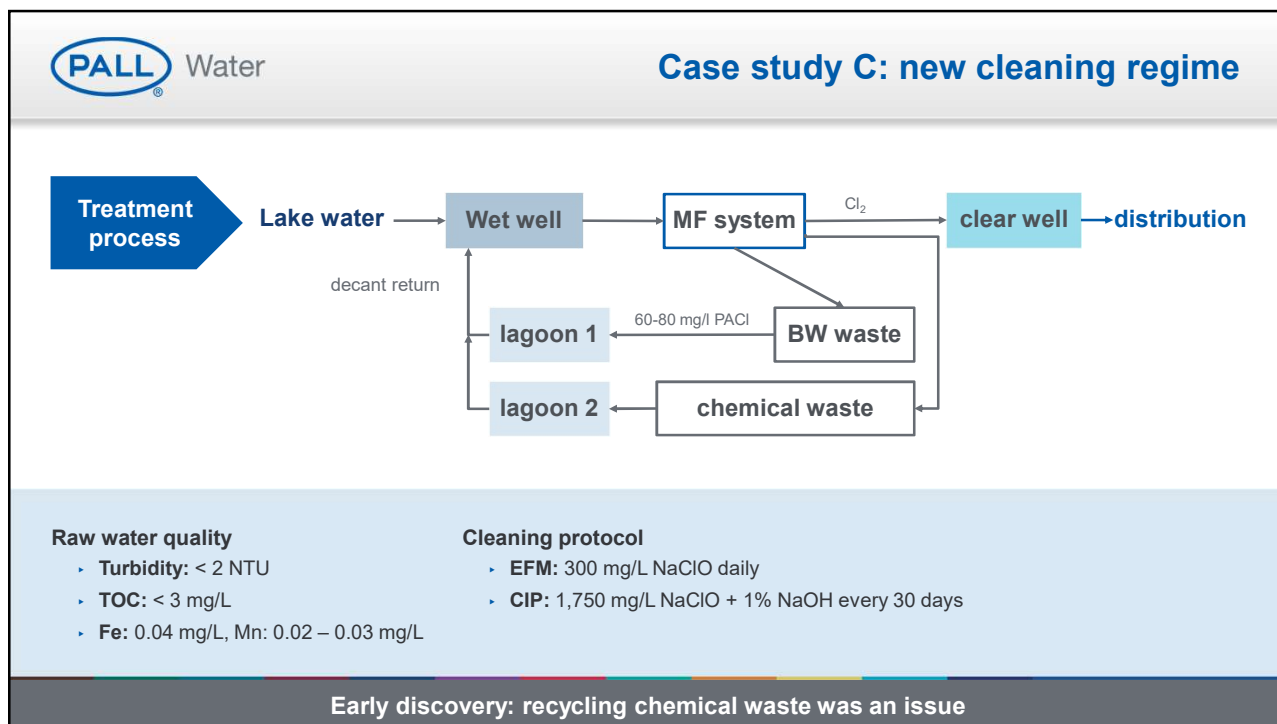 PALL Water
®
Case study C: new cleaning regime
Treatment
process
Lake water
Wet well
MF system
Cl₂
clear well
distribution
decant return
lagoon 1
60-80 mg/l PACl
BW waste
lagoon 2
chemical waste
Raw water quality
▸ Turbidity: < 2 NTU
▸ TOC: < 3 mg/L
▸ Fe: 0.04 mg/L, Mn: 0.02 – 0.03 mg/L
Cleaning protocol
▸ EFM: 300 mg/L NaClO daily
▸ CIP: 1,750 mg/L NaClO + 1% NaOH every 30 days
Early discovery: recycling chemical waste was an issue